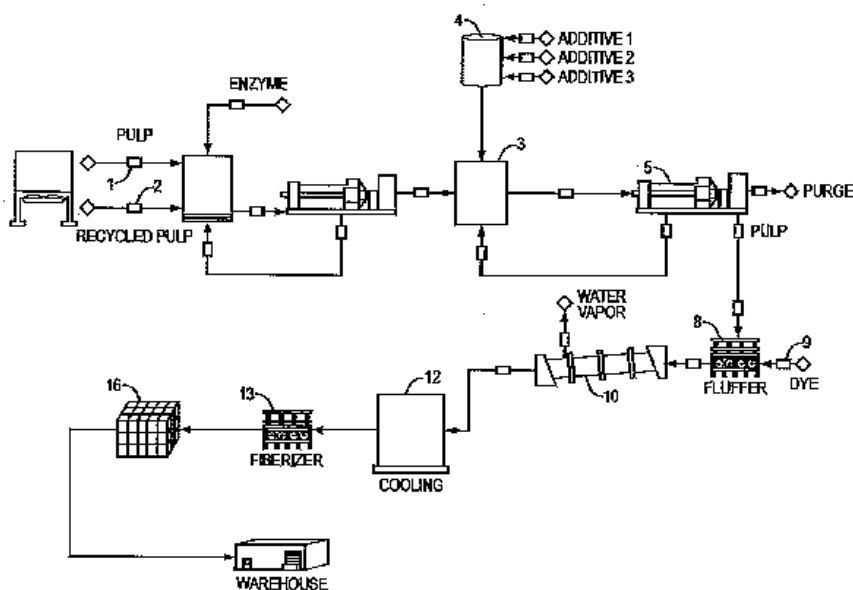 4
ADDITIVE 1
ADDITIVE 2
ADDITIVE 3
ENZYME
PULP
3
5
1
2
PURGE
RECYCLED PULP
PULP
WATER
VAPOR
8
9
16
13
12
10
FLUFFER
DYE
FIBERIZER
COOLING
WAREHOUSE